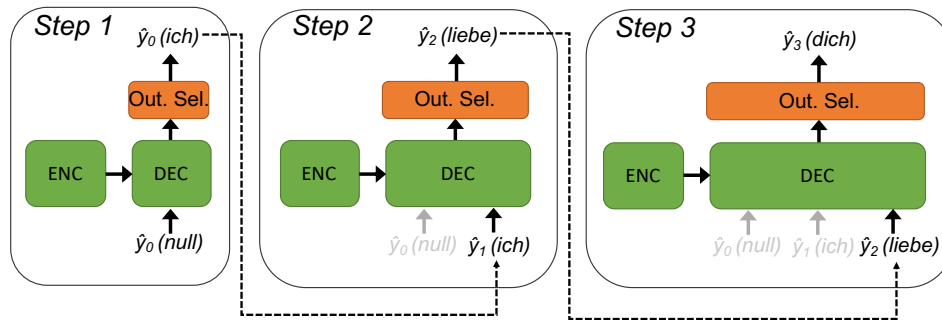 Step 1
ŷ₀ (ich)
Out. Sel.
ENC
DEC
ŷ₀ (null)
Step 2
ŷ₂ (liebe)
Out. Sel.
ENC
DEC
ŷ₀ (null)
ŷ₁ (ich)
Step 3
ŷ₃ (dich)
Out. Sel.
ENC
DEC
ŷ₀ (null)
ŷ₁ (ich)
ŷ₂ (liebe)